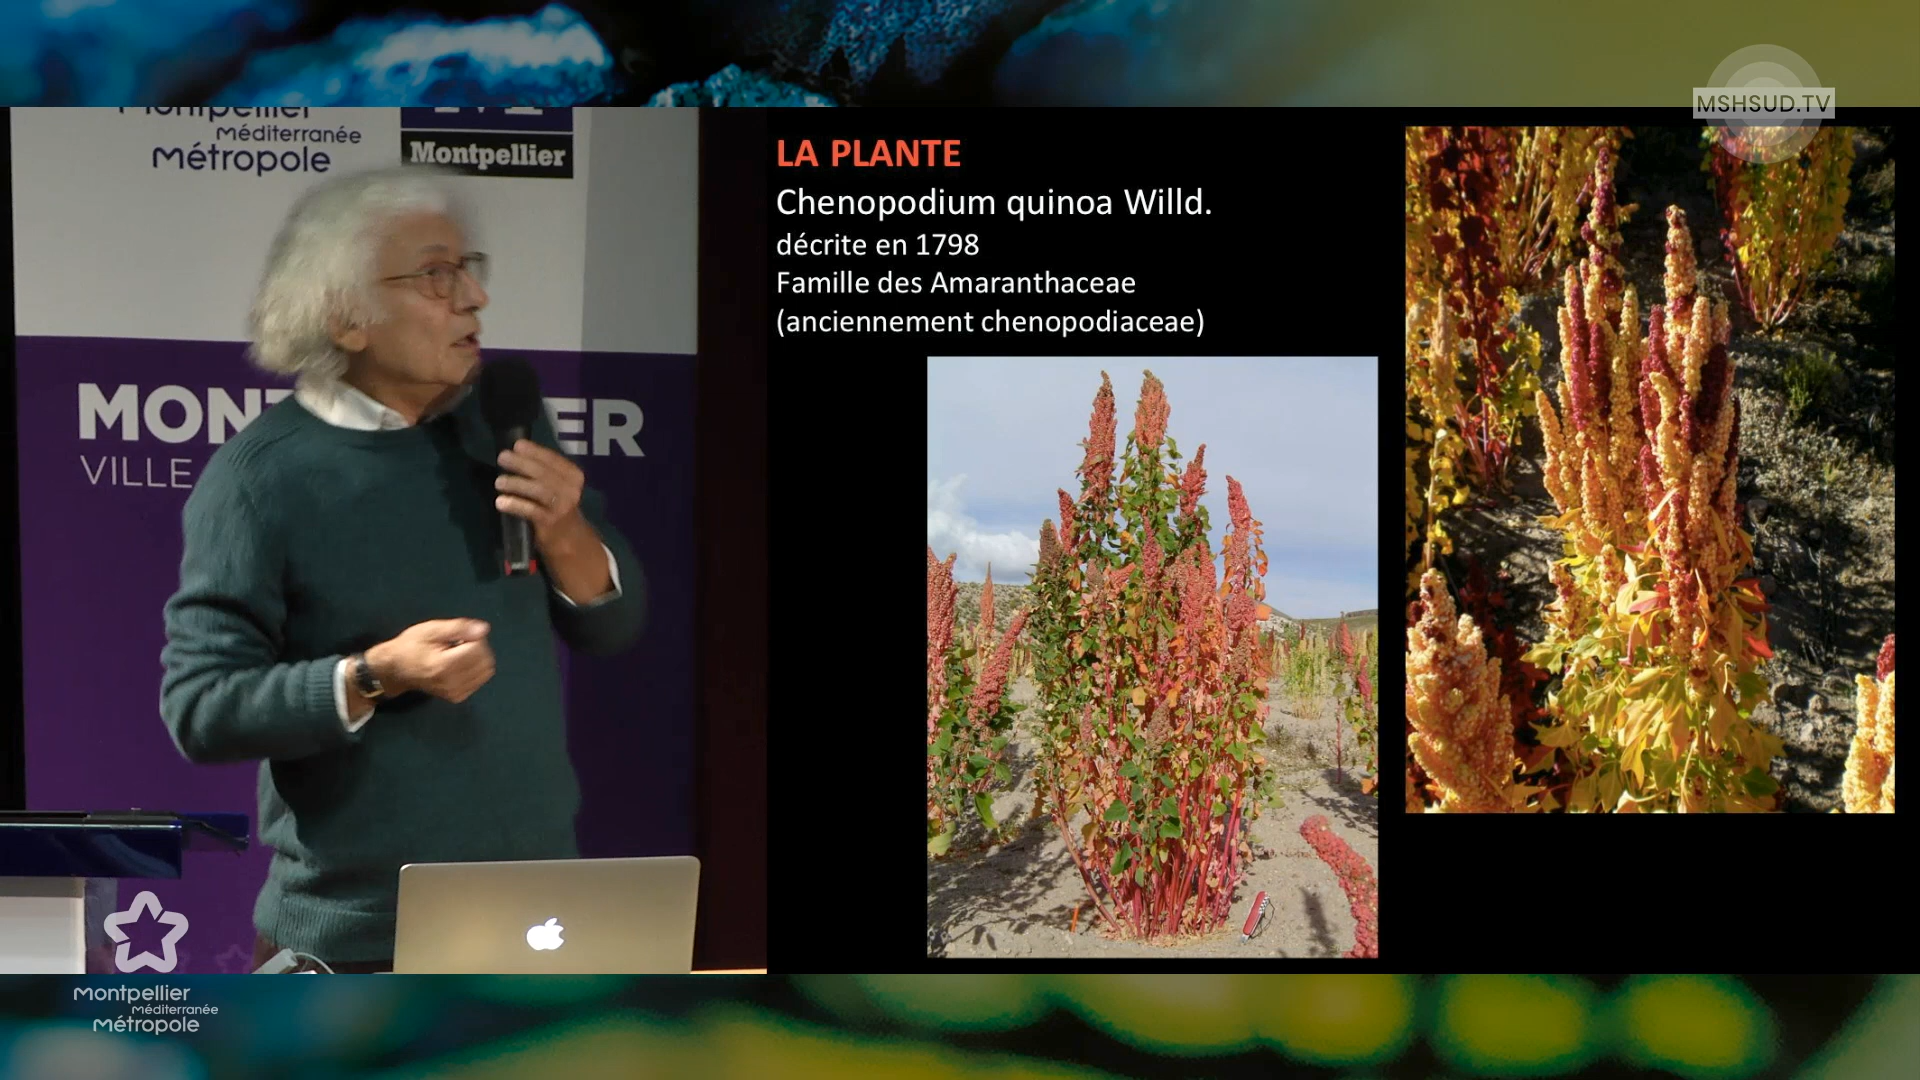 MSHSUD.TV
Montpellier
méditerranée
métropole
Montpellier
MON
ER
VILLE
LA PLANTE
Chenopodium quinoa Willd.
décrite en 1798
Famille des Amaranthaceae
(anciennement chenopodiaceae)
montpellier
méditerranée
métropole